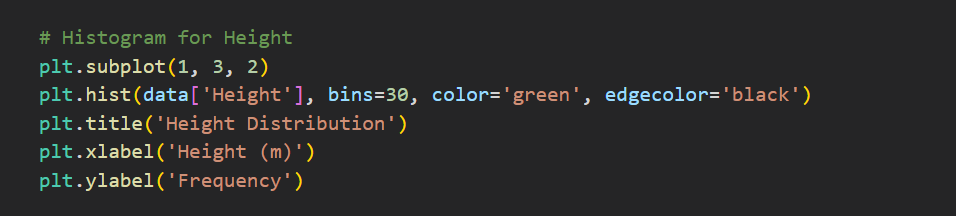 # Histogram for Height
plt.subplot(1, 3, 2)
plt.hist(data['Height'], bins=30, color='green', edgecolor='black')
plt.title('Height Distribution')
plt.xlabel('Height (m)')
plt.ylabel('Frequency')